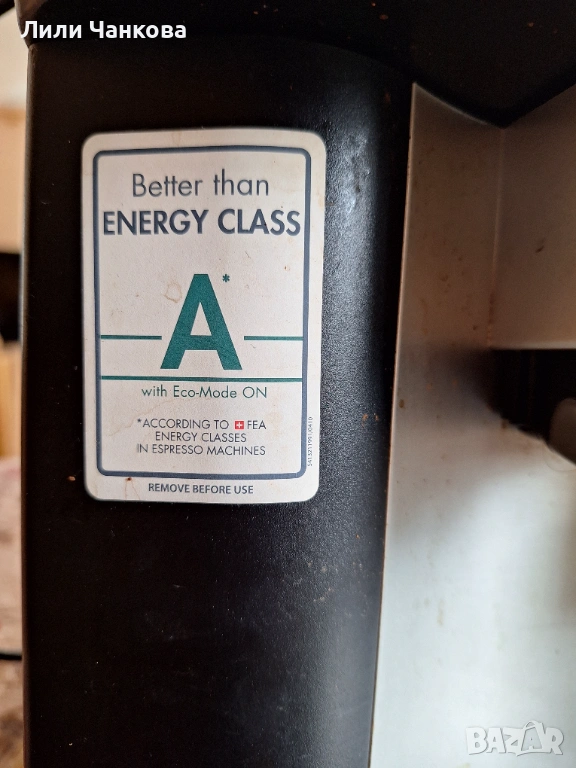 Лили Чанкова
Better than
ENERGY CLASS
A*
with Eco-Mode ON
*ACCORDING TO FEA
ENERGY CLASSES
IN ESPRESSO MACHINES
REMOVE BEFORE USE
BAZAR